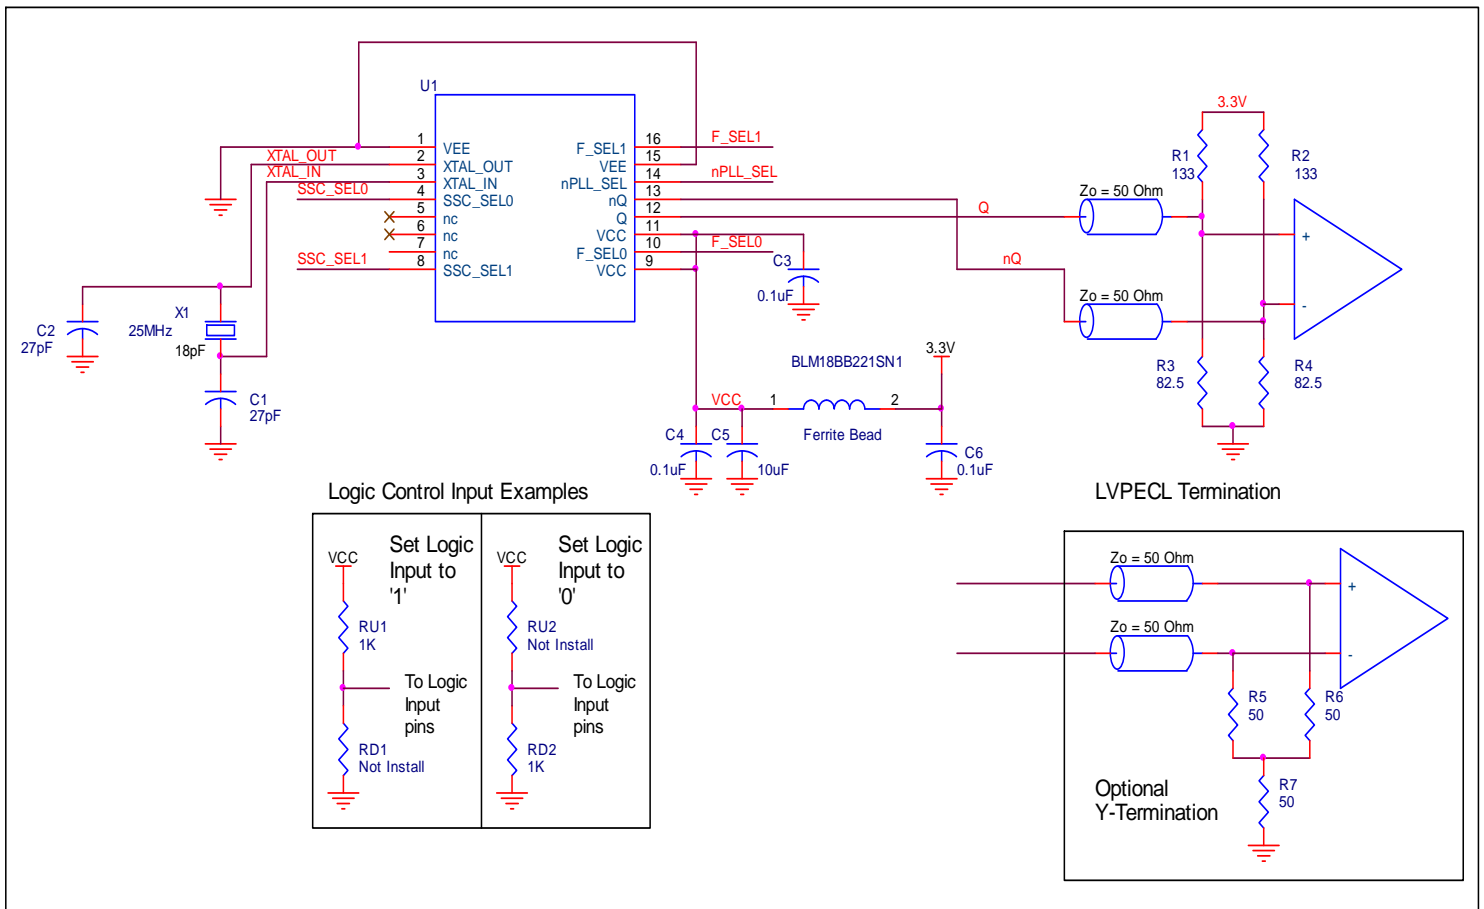 U1
1
VEE
2
XTAL_OUT
3
XTAL_IN
4
SSC_SEL0
5
nc
6
nc
7
nc
8
SSC_SEL1
F_SEL1
16
VEE
15
nPLL_SEL
14
nQ
13
Q
12
VCC
11
F_SEL0
10
VCC
9
XTAL_OUT
XTAL_IN
SSC_SEL0
SSC_SEL1
F_SEL1
nPLL_SEL
F_SEL0
Q
nQ
C2
27pF
X1
25MHz
18pF
C1
27pF
C3
0.1uF
3.3V
R1
133
R2
133
Zo = 50 Ohm
+
Zo = 50 Ohm
-
R3
82.5
R4
82.5
3.3V
BLM18BB221SN1
VCC
1
2
Ferrite Bead
C4
0.1uF
C5
10uF
C6
0.1uF
Logic Control Input Examples
VCC
Set Logic
Input to
'1'
RU1
1K
To Logic
Input
pins
RD1
Not Install
VCC
Set Logic
Input to
'0'
RU2
Not Install
To Logic
Input
pins
RD2
1K
LVPECL Termination
Zo = 50 Ohm
+
Zo = 50 Ohm
-
R5
50
R6
50
R7
50
Optional
Y-Termination